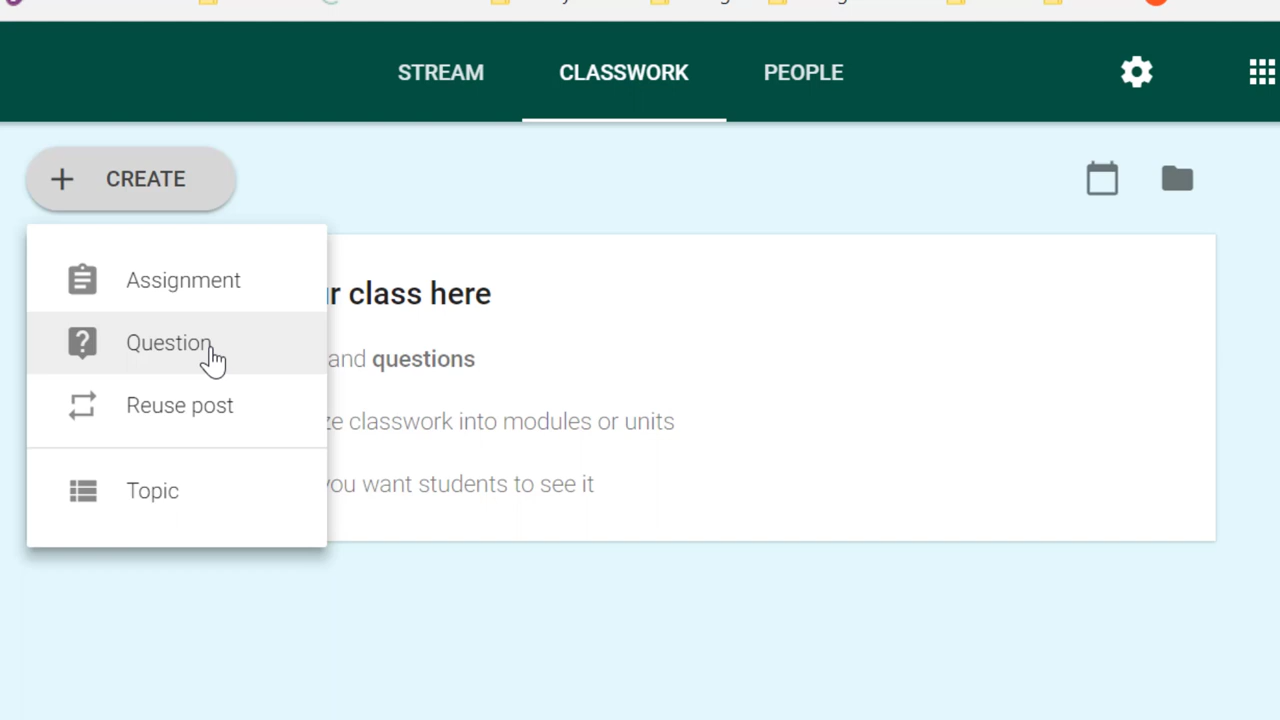 STREAM CLASSWORK PEOPLE
CREATE
Assignment
class here
Question
and questions
Reuse post
classwork into modules or units
Topic
you want students to see it